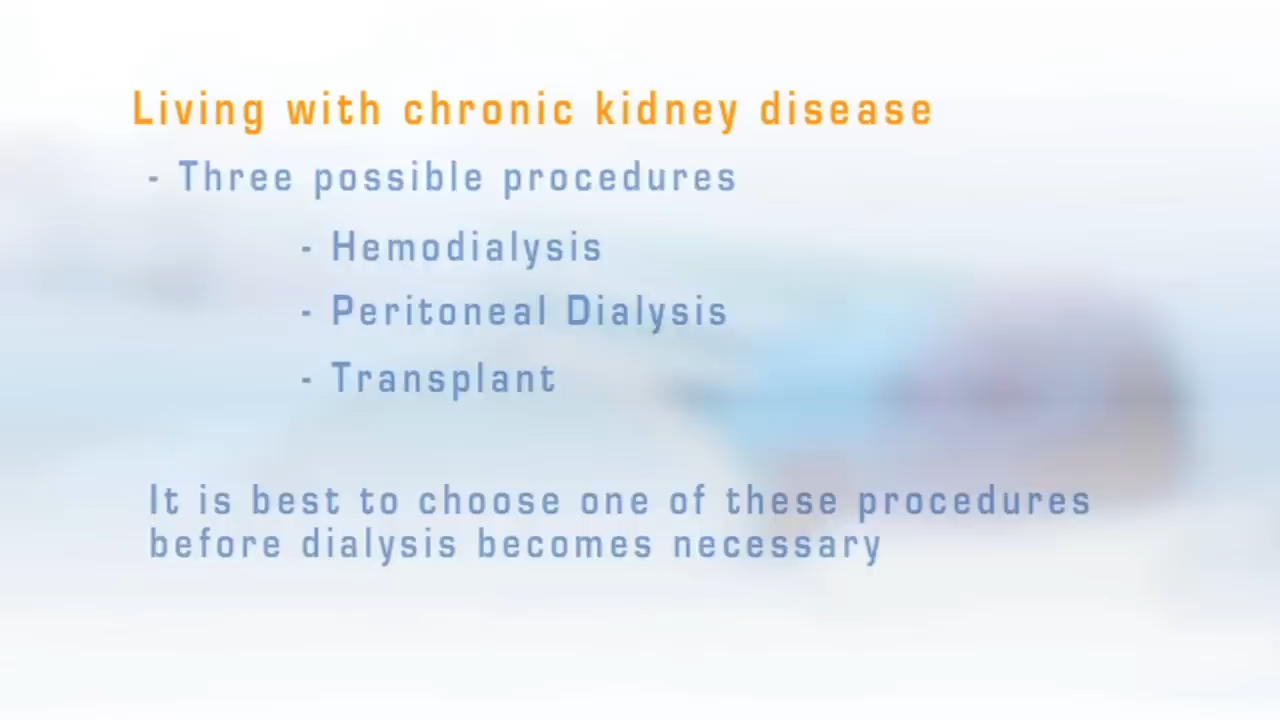 Living with chronic kidney disease
- Three possible procedures
- Hemodialysis
- Peritoneal Dialysis
- Transplant
It is best to choose one of these procedures
before dialysis becomes necessary